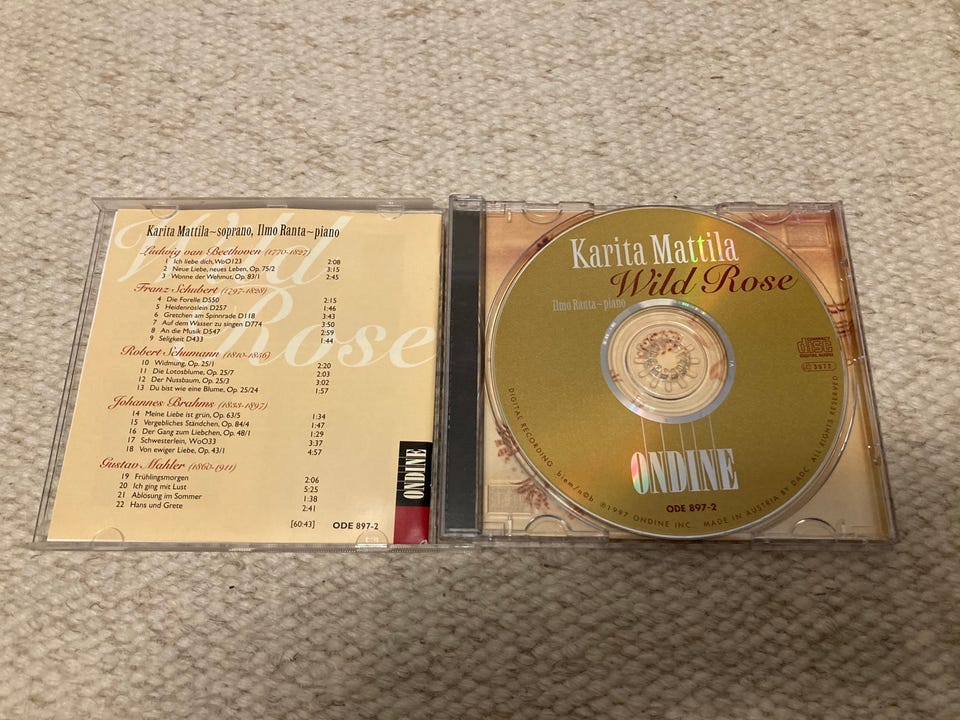 Wild
Rose
Karita Mattila~soprano, Ilmo Ranta~piano
Ludwig van Beethoven (1770-1827)
1 Ich liebe dich, WoO123 2:08
2 Neue Liebe, neues Leben, Op. 75/2 3:15
3 Wonne der Wehmut, Op. 83/1 2:45
Franz Schubert (1797-1828)
4 Die Forelle D550 2:15
5 Heidenröslein D257 1:46
6 Gretchen am Spinnrade D118 3:43
7 Auf dem Wasser zu singen D774 3:50
8 An die Musik D547 2:59
9 Seligkeit D433 1:44
Robert Schumann (1810-1856)
10 Widmung, Op. 25/1 2:20
11 Die Lotosblume, Op. 25/7 2:03
12 Der Nussbaum, Op. 25/3 3:02
13 Du bist wie eine Blume, Op. 25/24 1:57
Johannes Brahms (1833-1897)
14 Meine Liebe ist grün, Op. 63/5 1:34
15 Vergebliches Ständchen, Op. 84/4 1:47
16 Der Gang zum Liebchen, Op. 48/1 1:29
17 Schwesterlein, WoO33 3:37
18 Von ewiger Liebe, Op. 43/1 4:57
Gustav Mahler (1860-1911)
19 Frühlingsmorgen 2:06
20 Ich ging mit Lust 5:25
21 Ablösung im Sommer 1:38
22 Hans und Grete 2:41
[60:43] ODE 897-2
ONDINE
Karita Mattila
Wild Rose
Ilmo Ranta~piano
COMPACT
disc
DIGITAL AUDIO
LC 3572
ONDINE
ODE 897-2
DIGITAL RECORDING biem/n©b ℗1997 ONDINE INC. MADE IN AUSTRIA BY DADC ALL RIGHTS RESERVED